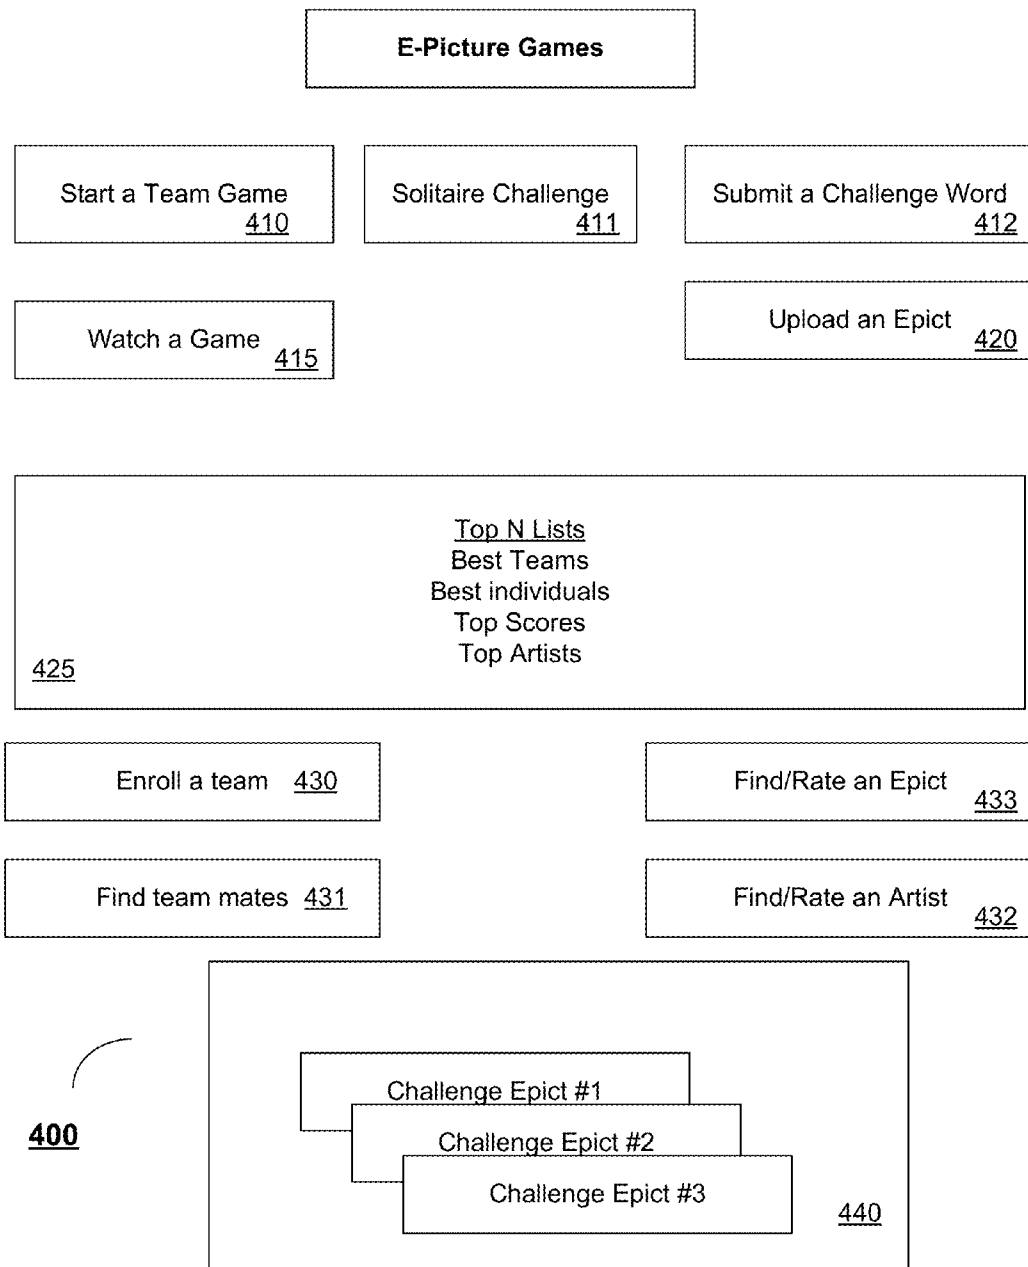 E-Picture Games
Start a Team Game
410
Solitaire Challenge
411
Submit a Challenge Word
412
Watch a Game
415
Upload an Epict
420
Top N Lists
Best Teams
Best individuals
Top Scores
Top Artists
425
Enroll a team 430
Find/Rate an Epict
433
Find team mates 431
Find/Rate an Artist
432
400
Challenge Epict #1
Challenge Epict #2
Challenge Epict #3
440